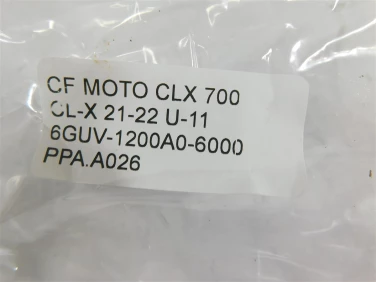 CF MOTO CLX 700
CL-X 21-22 U-11
6GUV-1200A0-6000
PPA.A026